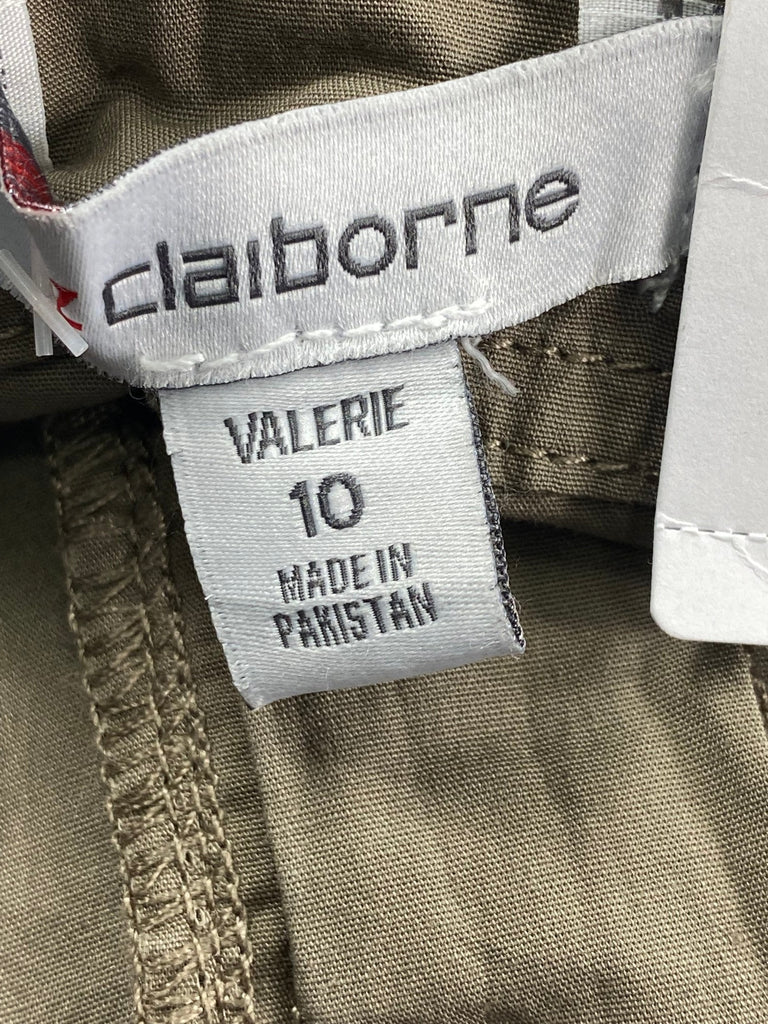 claiborne
VALERIE
10
MADE IN
PAKISTAN